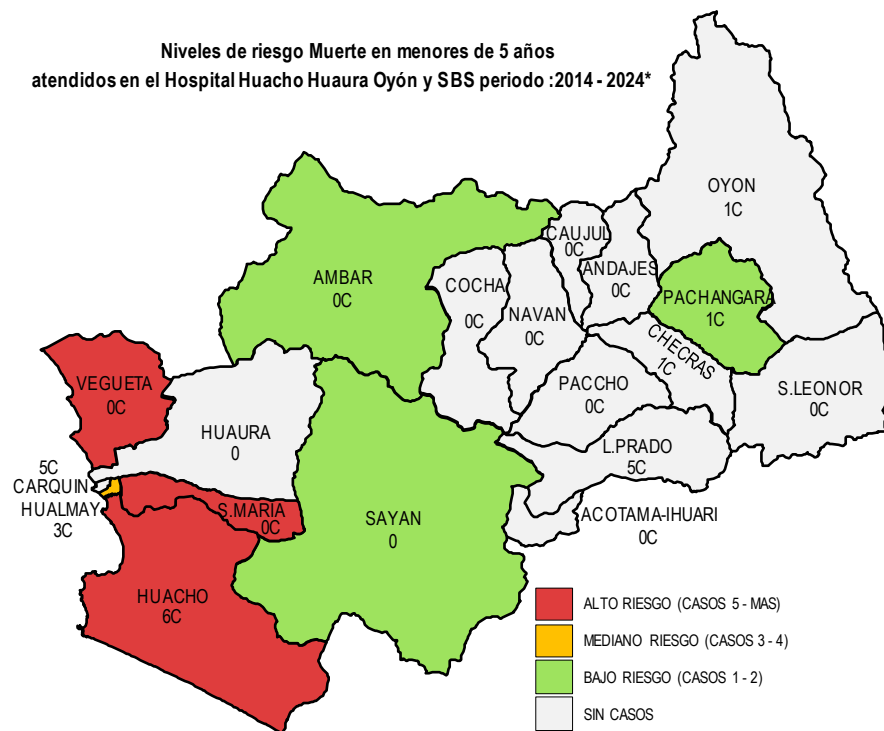 Niveles de riesgo Muerte en menores de 5 años
atendidos en el Hospital Huacho Huaura Oyón y SBS periodo :2014 - 2024*
OYON
1C
CAUJUL
0C
ANDAJES
0C
AMBAR
0C
COCHA
0C
NAVAN
0C
PACHANGARA
1C
CHECRAS
1C
VEGUETA
0C
PACCHO
0C
S.LEONOR
0C
HUAURA
0
L.PRADO
5C
5C
CARQUIN
HUALMAY
3C
S.MARIA
0C
SAYAN
0
ACOTAMA-IHUARI
0C
HUACHO
6C
ALTO RIESGO (CASOS 5 - MAS)
MEDIANO RIESGO (CASOS 3 - 4)
BAJO RIESGO (CASOS 1 - 2)
SIN CASOS